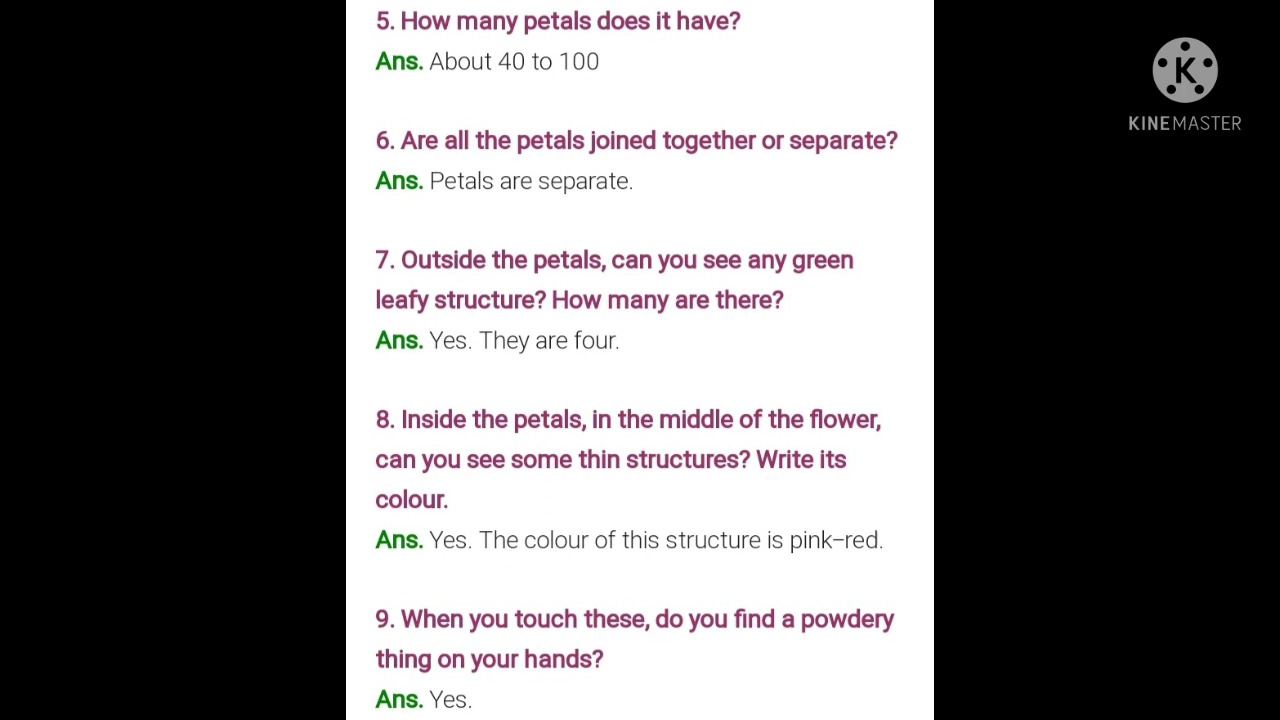 5. How many petals does it have?
Ans. About 40 to 100
6. Are all the petals joined together or separate?
Ans. Petals are separate.
7. Outside the petals, can you see any green
leafy structure? How many are there?
Ans. Yes. They are four.
8. Inside the petals, in the middle of the flower,
can you see some thin structures? Write its
colour.
Ans. Yes. The colour of this structure is pink–red.
9. When you touch these, do you find a powdery
thing on your hands?
Ans. Yes.
K
KINEMASTER